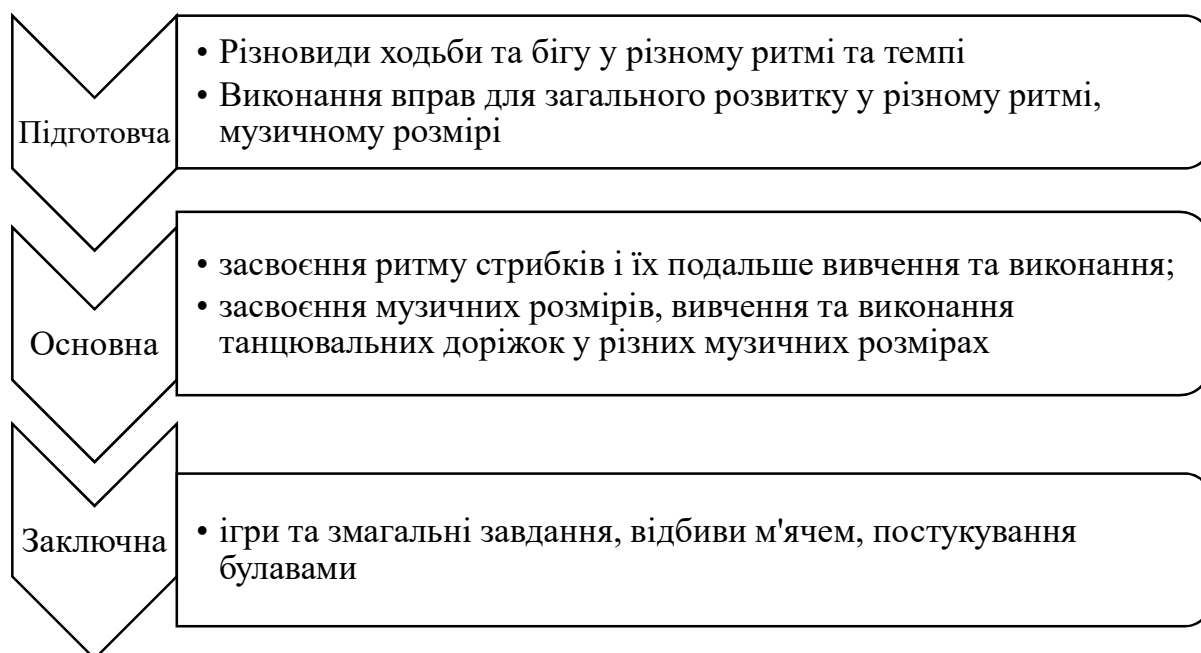 Підготовча
• Різновиди ходьби та бігу у різному ритмі та темпі
• Виконання вправ для загального розвитку у різному ритмі,
музичному розмірі
Основна
• засвоєння ритму стрибків і їх подальше вивчення та виконання;
• засвоєння музичних розмірів, вивчення та виконання
танцювальних доріжок у різних музичних розмірах
Заключна
• ігри та змагальні завдання, відбиви м'ячем, постукування
булавами